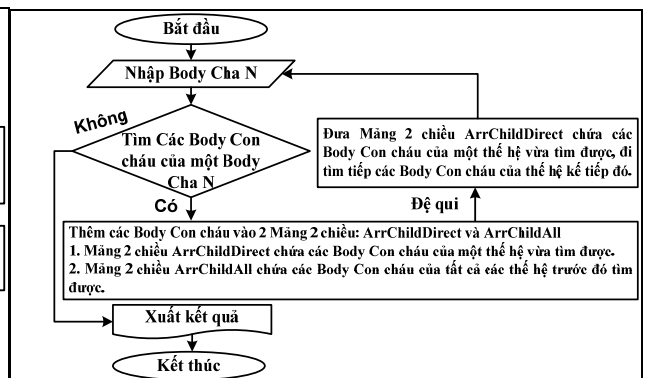 Bắt đầu
Nhập Body Cha N
Không
Tìm Các Body Con
cháu của một Body
Cha N
Có
Đưa Mảng 2 chiều ArrChildDirect chứa các
Body Con cháu của một thế hệ vừa tìm được, đi
tìm tiếp các Body Con cháu của thế hệ kế tiếp đó.
Đệ qui
Thêm các Body Con cháu vào 2 Mảng 2 chiều: ArrChildDirect và ArrChildAll
1. Mảng 2 chiều ArrChildDirect chứa các Body Con cháu của một thế hệ vừa tìm được.
2. Mảng 2 chiều ArrChildAll chứa các Body Con cháu của tất cả các thế hệ trước đó tìm
được.
Xuất kết quả
Kết thúc